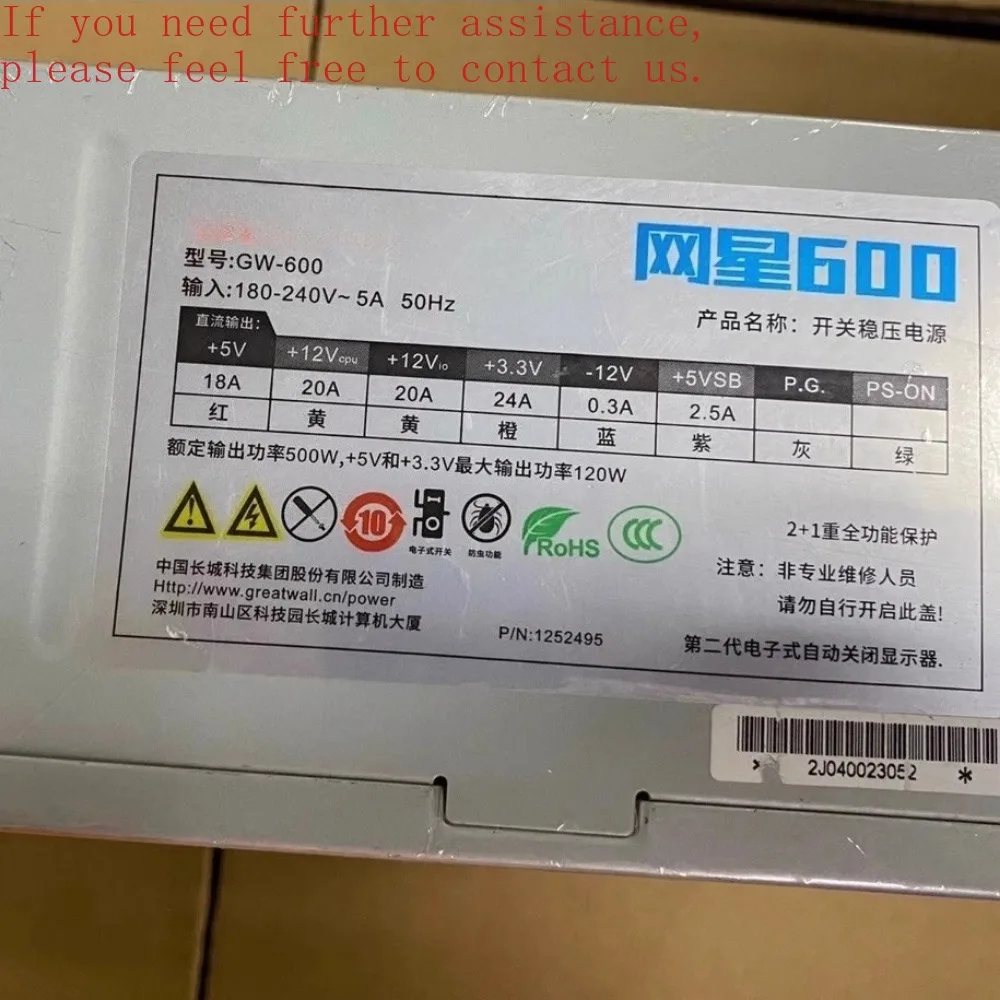 If you need further assistance,
please feel free to contact us.
网星600
型号:GW-600
输入:180-240V~ 5A 50Hz
产品名称: 开关稳压电源
直流输出:
+5V +12Vcpu +12VIO +3.3V -12V +5VSB P.G. PS-ON
18A 20A 20A 24A 0.3A 2.5A
红 黄 黄 橙 蓝 紫 灰 绿
额定输出功率500W,+5V和+3.3V最大输出功率120W
10
电子式开关
防虫功能
RoHS
CCC
2+1重全功能保护
注意: 非专业维修人员
请勿自行开启此盖!
中国长城科技集团股份有限公司制造
Http://www.greatwall.cn/power
深圳市南山区科技园长城计算机大厦
P/N:1252495
第二代电子式自动关闭显示器.
2J040023052 *